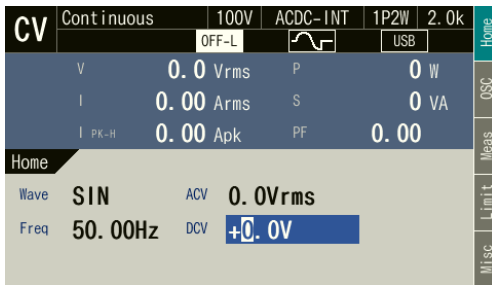 CV Continuous 100V ACDC-INT 1P2W 2.0k
OFF-L USB
V 0.0 Vrms P 0 W
I 0.00 Arms S 0 VA
I PK-H 0.00 Apk PF 0.00
Home
Wave SIN ACV 0.0Vrms
Freq 50.00Hz DCV +0.0V
Home
OSC
Meas
Limit
Misc